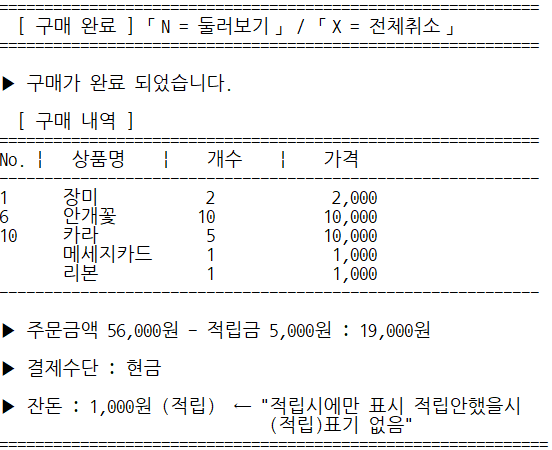 [ 구매 완료 ] 「 N = 둘러보기 」 / 「 X = 전체취소 」
▶ 구매가 완료 되었습니다.
[ 구매 내역 ]
No. | 상품명 | 개수 | 가격
1 장미 2 2,000
6 안개꽃 10 10,000
10 카라 5 10,000
메세지카드 1 1,000
리본 1 1,000
▶ 주문금액 56,000원 - 적립금 5,000원 : 19,000원
▶ 결제수단 : 현금
▶ 잔돈 : 1,000원 (적립) ← "적립시에만 표시 적립안했을시
(적립)표기 없음"